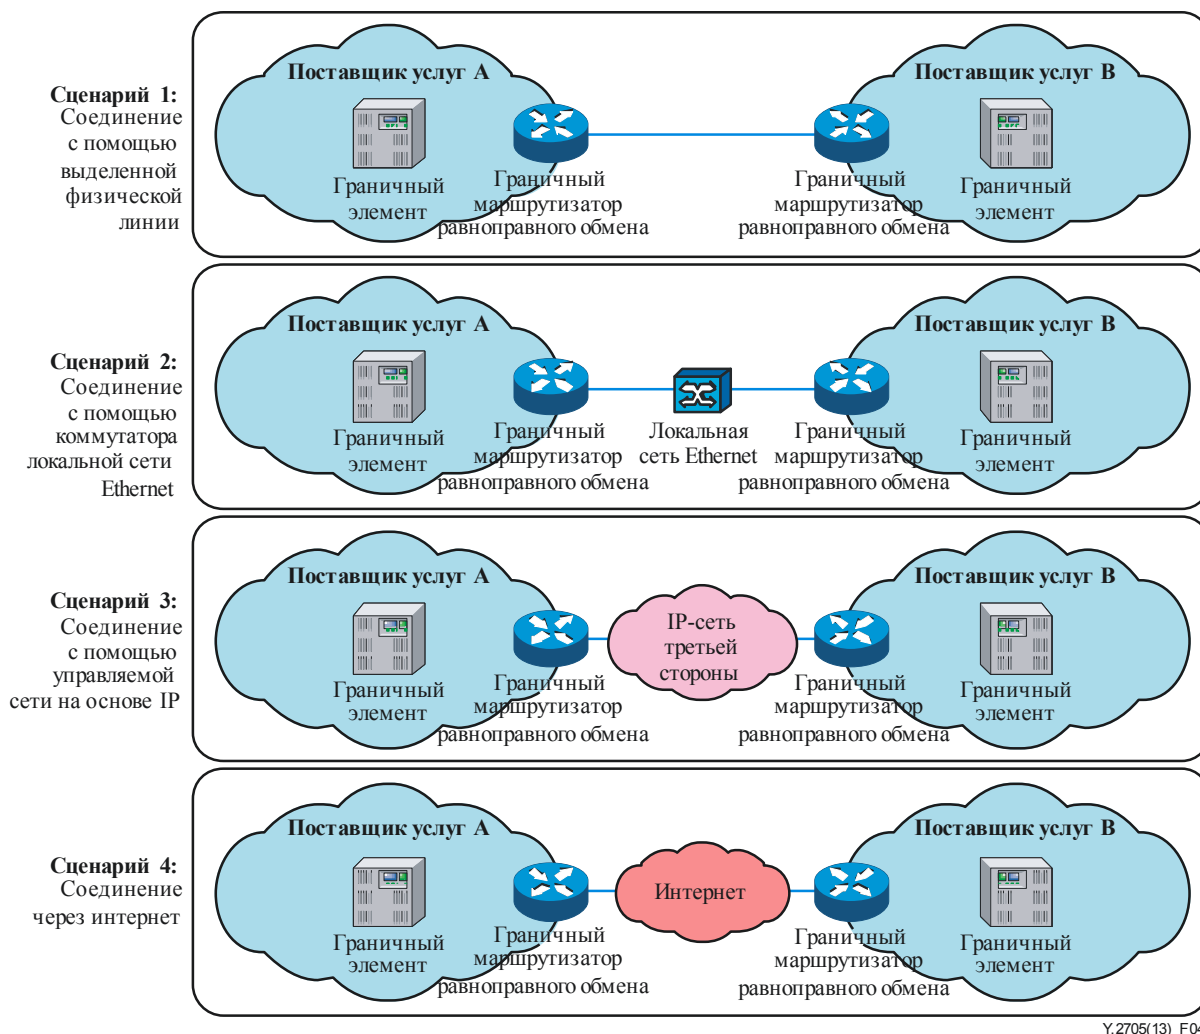 Поставщик услуг A
Поставщик услуг B
Сценарий 1:
Соединение
с помощью
выделенной
физической
линии
Граничный
элемент
Граничный
маршрутизатор
равноправного обмена
Граничный
маршрутизатор
равноправного обмена
Граничный
элемент
Поставщик услуг A
Поставщик услуг B
Сценарий 2:
Соединение
с помощью
коммутатора
локальной сети
Ethernet
Граничный
элемент
Граничный
маршрутизатор
равноправного обмена
Локальная
сеть Ethernet
Граничный
маршрутизатор
равноправного обмена
Граничный
элемент
Поставщик услуг A
Поставщик услуг B
Сценарий 3:
Соединение
с помощью
управляемой
сети на основе IP
Граничный
элемент
Граничный
маршрутизатор
равноправного обмена
IP-сеть
третьей
стороны
Граничный
маршрутизатор
равноправного обмена
Граничный
элемент
Поставщик услуг A
Поставщик услуг B
Сценарий 4:
Соединение
через интернет
Граничный
элемент
Граничный
маршрутизатор
равноправного обмена
Интернет
Граничный
маршрутизатор
равноправного обмена
Граничный
элемент
Y.2705(13)_F04